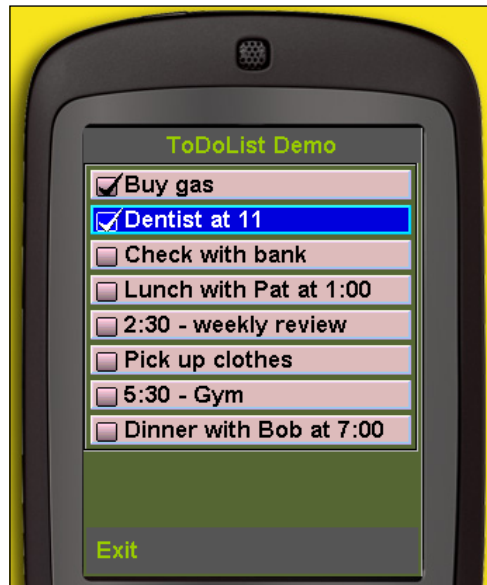 ToDoList Demo
Buy gas
Dentist at 11
Check with bank
Lunch with Pat at 1:00
2:30 - weekly review
Pick up clothes
5:30 - Gym
Dinner with Bob at 7:00
Exit